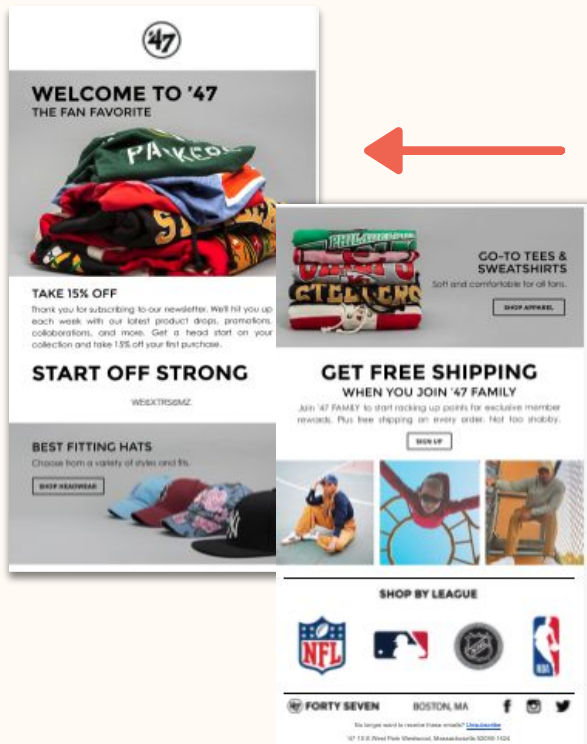 '47
WELCOME TO '47
THE FAN FAVORITE
PACKERS
TAKE 15% OFF
Thank you for subscribing to our newsletter. We'll hit you up
each week with our latest product drops, promotions,
collaborations, and more. Get a head start on your
collection and take 15% off your first purchase.
START OFF STRONG
BEST FITTING HATS
Choose from a variety of styles and fits.
SHOP HEADWEAR
PHILADELPHIA
STEELERS
GO-TO TEES &
SWEATSHIRTS
Soft and comfortable for all fans.
SHOP APPAREL
GET FREE SHIPPING
WHEN YOU JOIN '47 FAMILY
Join '47 FAMILY to start racking up points for exclusive member
rewards. Plus free shipping on every order. Not too shabby.
SIGN UP
SHOP BY LEAGUE
NFL
NHL
NBA
'47 FORTY SEVEN
BOSTON, MA
No longer want to receive these emails? Unsubscribe